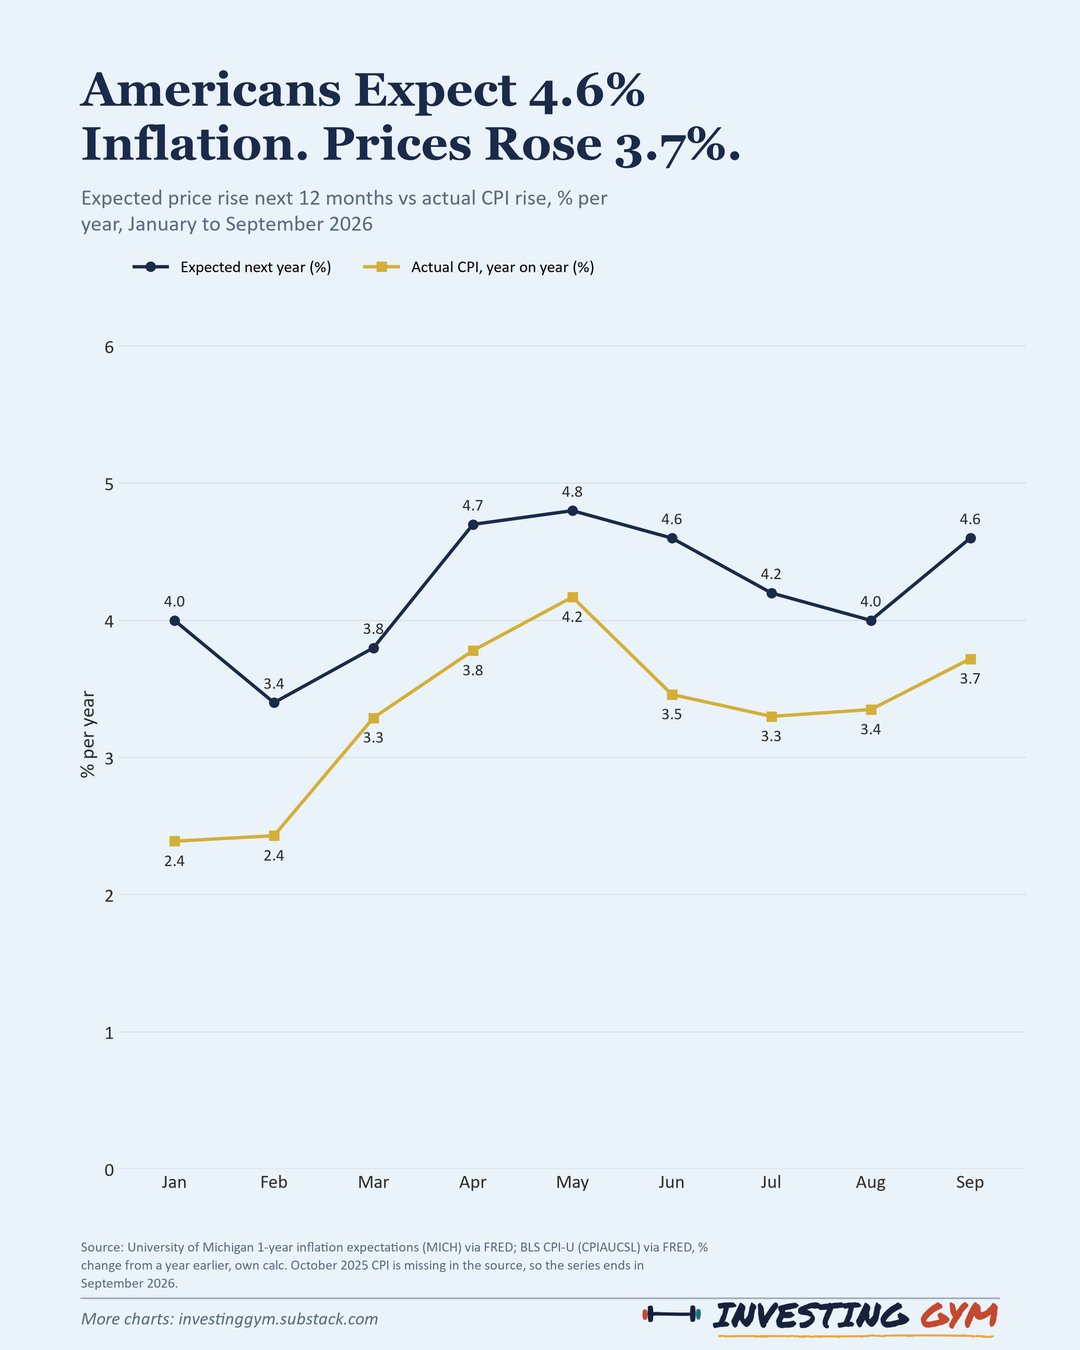 Americans Expect 4.6%
Inflation. Prices Rose 3.7%.
Expected price rise next 12 months vs actual CPI rise, % per
year, January to September 2026
Expected next year (%)
Actual CPI, year on year (%)
6
5
4
3
2
1
0
% per year
4.0
3.4
3.8
4.7
4.8
4.6
4.2
4.0
4.6
2.4
2.4
3.3
3.8
4.2
3.5
3.3
3.4
3.7
Jan
Feb
Mar
Apr
May
Jun
Jul
Aug
Sep
Source: University of Michigan 1-year inflation expectations (MICH) via FRED; BLS CPI-U (CPIAUCSL) via FRED, %
change from a year earlier, own calc. October 2025 CPI is missing in the source, so the series ends in
September 2026.
More charts: investinggym.substack.com
INVESTING GYM